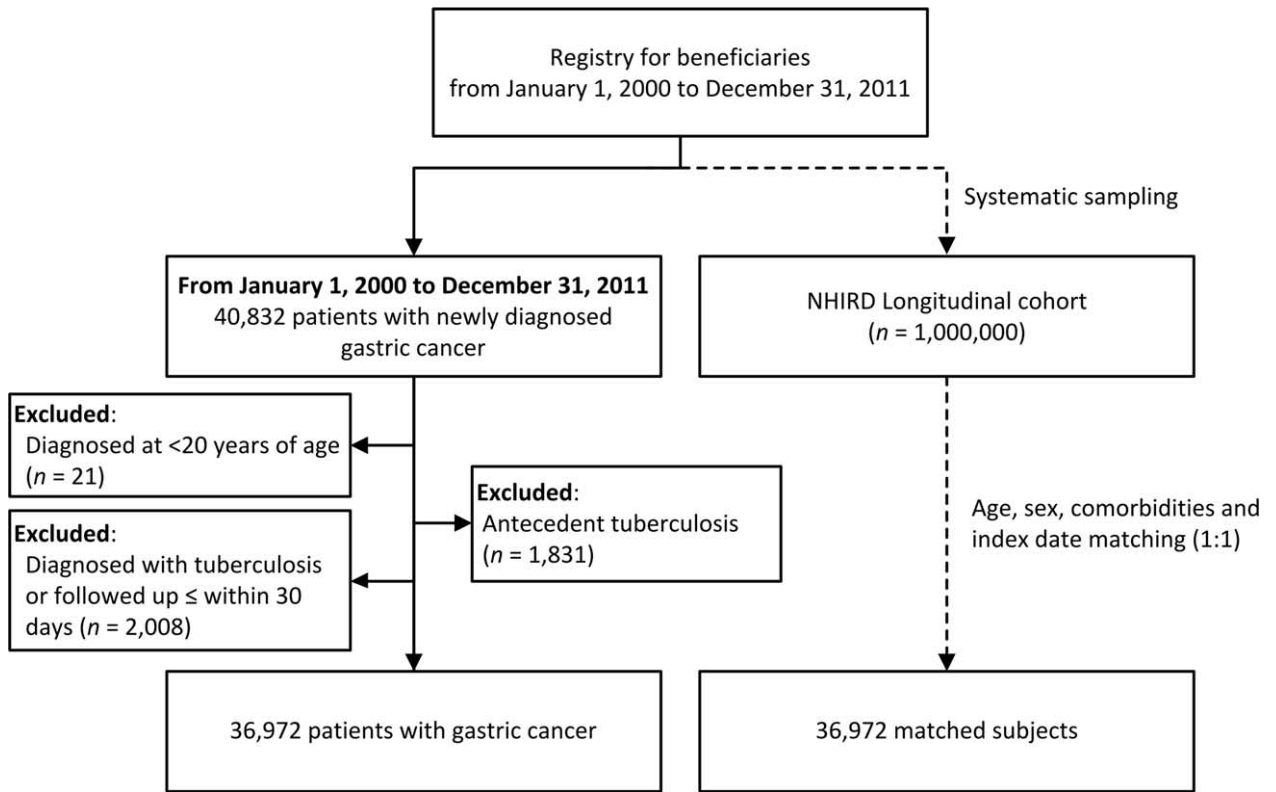 Registry for beneficiaries
from January 1, 2000 to December 31, 2011
Systematic sampling
From January 1, 2000 to December 31, 2011
40,832 patients with newly diagnosed
gastric cancer
NHIRD Longitudinal cohort
(n = 1,000,000)
Excluded:
Diagnosed at <20 years of age
(n = 21)
Excluded:
Antecedent tuberculosis
(n = 1,831)
Excluded:
Diagnosed with tuberculosis
or followed up ≤ within 30
days (n = 2,008)
Age, sex, comorbidities and
index date matching (1:1)
36,972 patients with gastric cancer
36,972 matched subjects